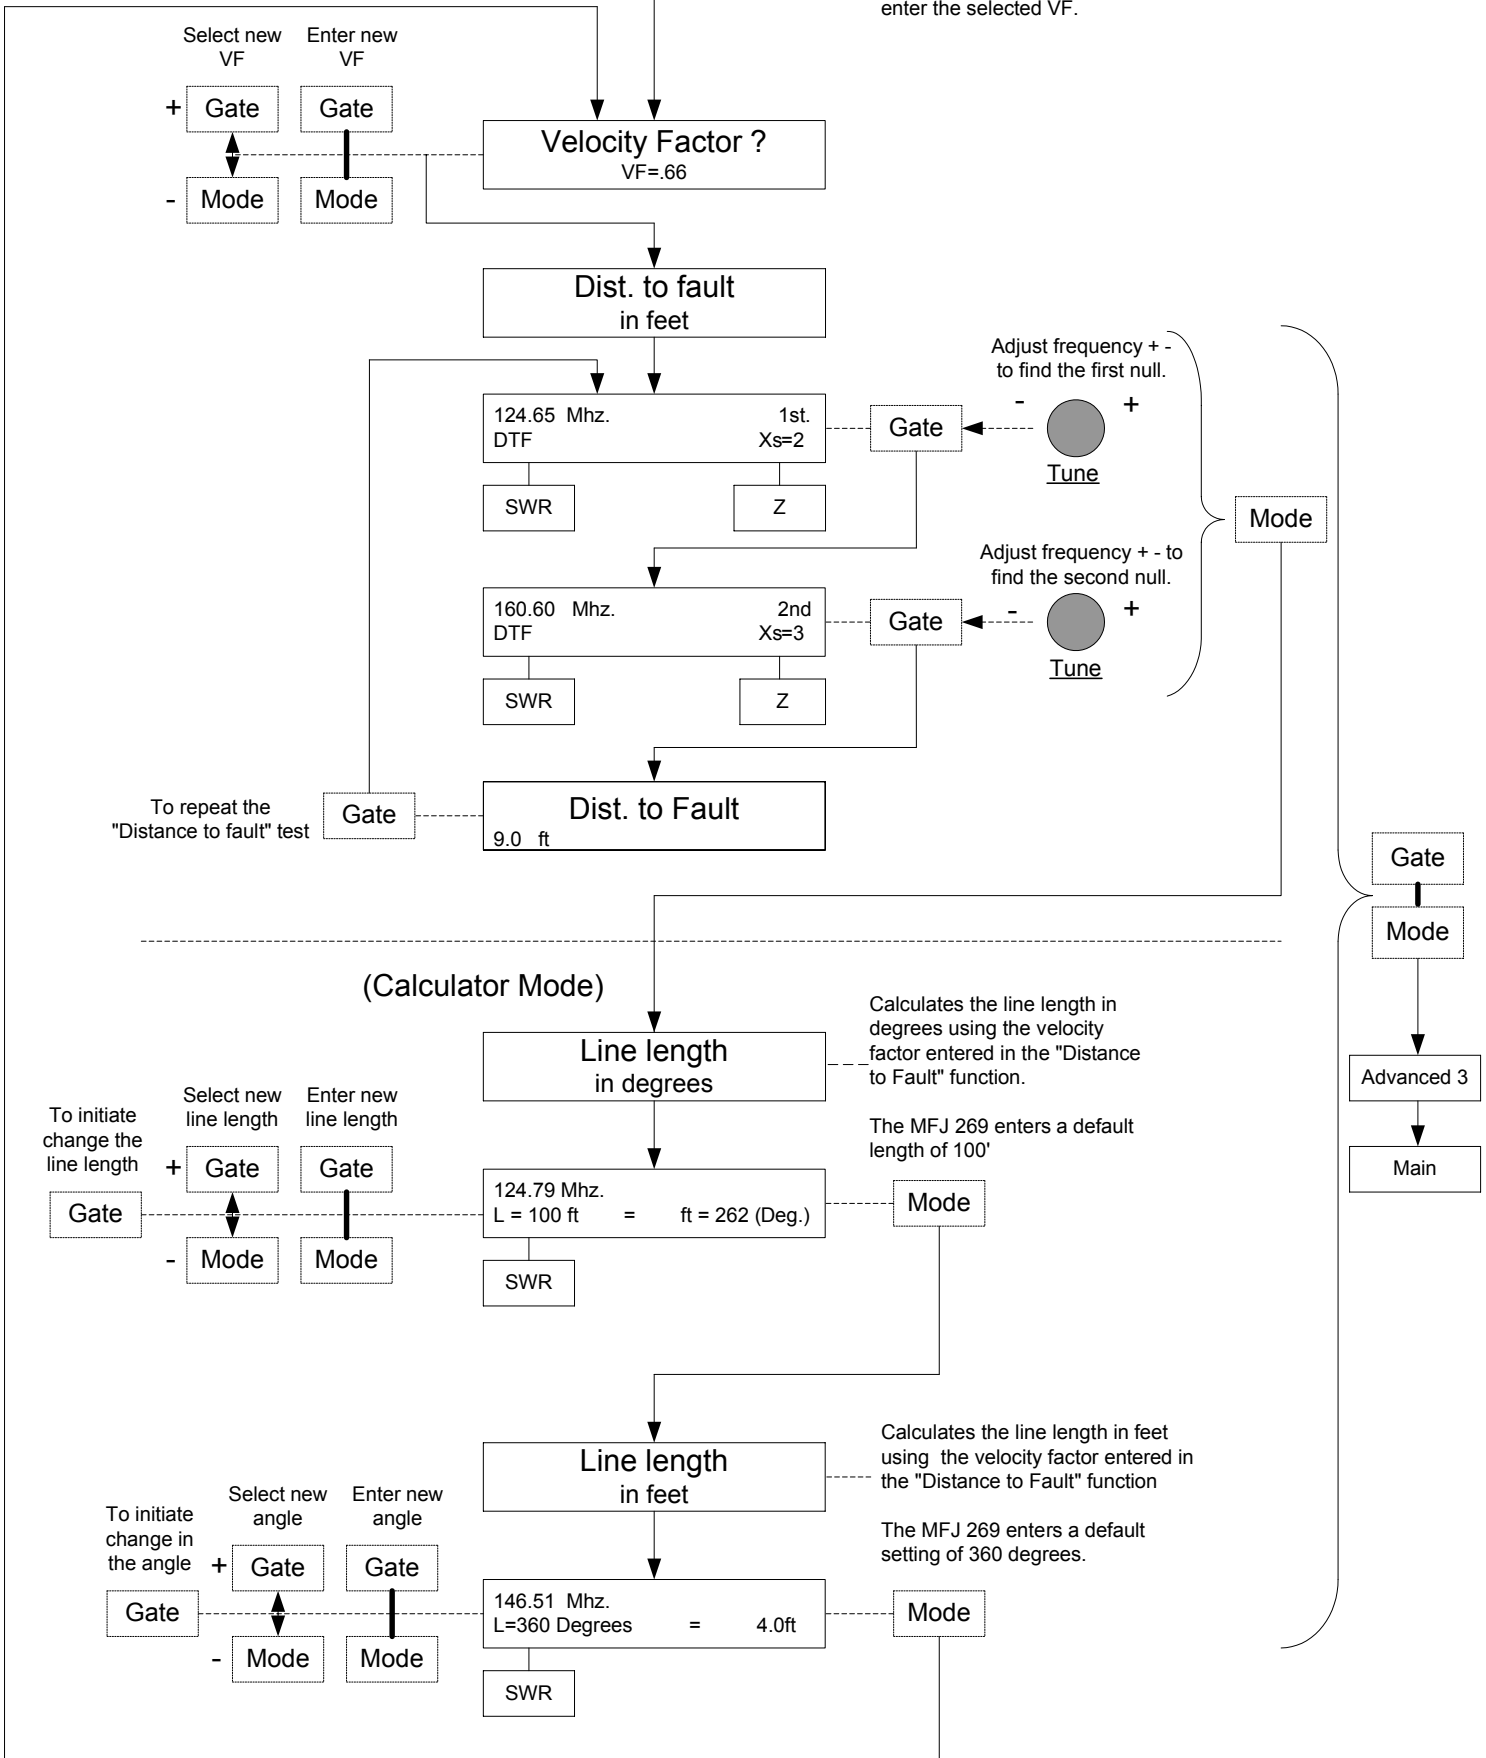 enter the selected VF.
Select new
VF
Enter new
VF
+
Gate
Gate
-
Mode
Mode
Velocity Factor ?
VF=.66
Dist. to fault
in feet
Adjust frequency + -
to find the first null.
124.65 Mhz. 1st.
DTF Xs=2
Gate
- +
Tune
SWR
Z
Mode
Adjust frequency + - to
find the second null.
160.60 Mhz. 2nd
DTF Xs=3
Gate
- +
Tune
SWR
Z
To repeat the
"Distance to fault" test
Gate
Dist. to Fault
9.0 ft
Gate
Mode
Advanced 3
Main
(Calculator Mode)
Line length
in degrees
Calculates the line length in
degrees using the velocity
factor entered in the "Distance
to Fault" function.
The MFJ 269 enters a default
length of 100'
To initiate
change the
line length
Gate
Select new
line length
Enter new
line length
+
Gate
Gate
-
Mode
Mode
124.79 Mhz.
L = 100 ft = ft = 262 (Deg.)
Mode
SWR
Line length
in feet
Calculates the line length in feet
using the velocity factor entered in
the "Distance to Fault" function
The MFJ 269 enters a default
setting of 360 degrees.
To initiate
change in
the angle
Gate
Select new
angle
Enter new
angle
+
Gate
Gate
-
Mode
Mode
146.51 Mhz.
L=360 Degrees = 4.0ft
Mode
SWR